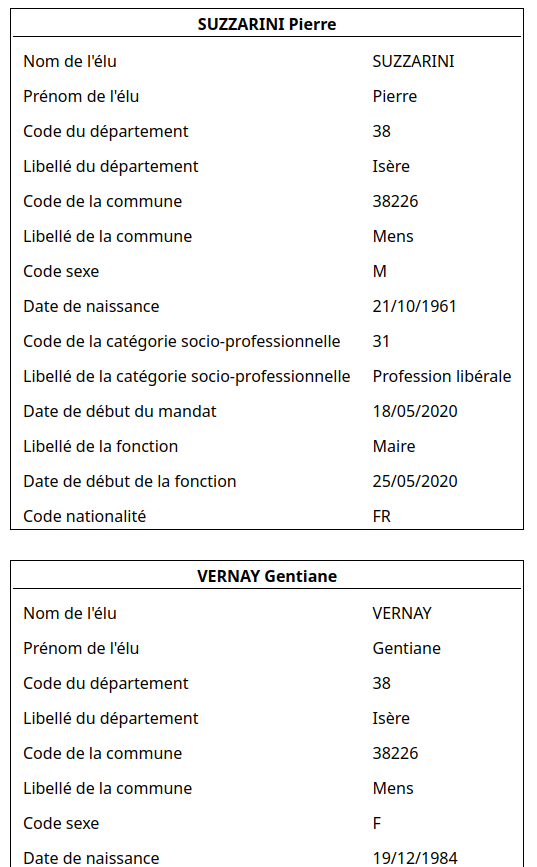 SUZZARINI Pierre
Nom de l'élu SUZZARINI
Prénom de l'élu Pierre
Code du département 38
Libellé du département Isère
Code de la commune 38226
Libellé de la commune Mens
Code sexe M
Date de naissance 21/10/1961
Code de la catégorie socio-professionnelle 31
Libellé de la catégorie socio-professionnelle Profession libérale
Date de début du mandat 18/05/2020
Libellé de la fonction Maire
Date de début de la fonction 25/05/2020
Code nationalité FR
VERNAY Gentiane
Nom de l'élu VERNAY
Prénom de l'élu Gentiane
Code du département 38
Libellé du département Isère
Code de la commune 38226
Libellé de la commune Mens
Code sexe F
Date de naissance 19/12/1984